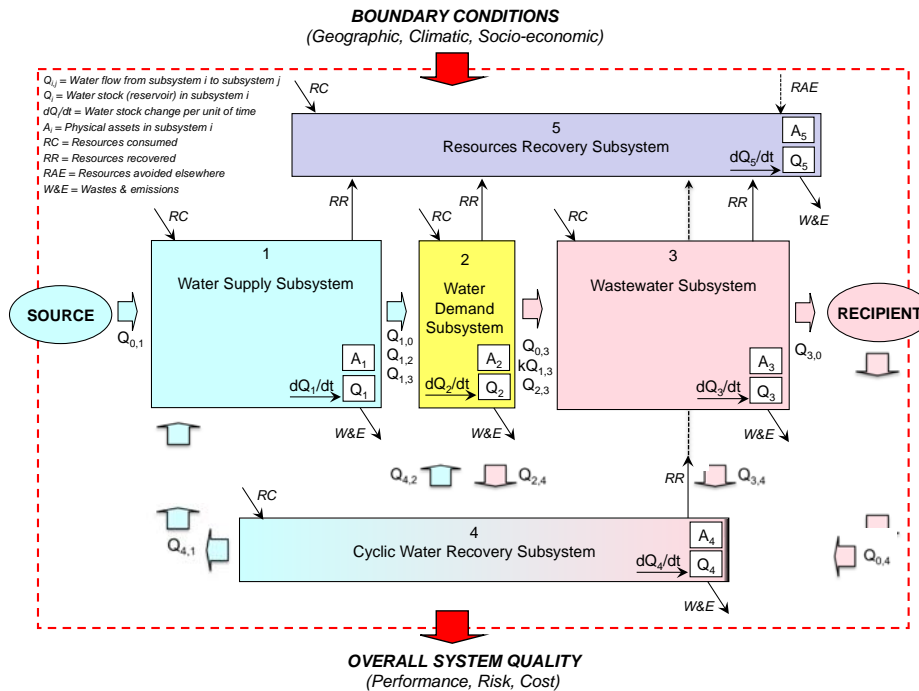 BOUNDARY CONDITIONS
(Geographic, Climatic, Socio-economic)
Qi,j = Water flow from subsystem i to subsystem j
Qi = Water stock (reservoir) in subsystem i
dQi/dt = Water stock change per unit of time
Ai = Physical assets in subsystem i
RC = Resources consumed
RR = Resources recovered
RAE = Resources avoided elsewhere
W&E = Wastes & emissions
RC
RAE
5
Resources Recovery Subsystem
A5
dQ5/dt
Q5
W&E
RR
RR
RR
RC
RC
RC
1
Water Supply Subsystem
A1
dQ1/dt
Q1
W&E
2
Water
Demand
Subsystem
A2
dQ2/dt
Q2
W&E
3
Wastewater Subsystem
A3
dQ3/dt
Q3
W&E
SOURCE
Q0,1
Q1,0
Q1,2
Q1,3
Q0,3
kQ1,3
Q2,3
RECIPIENT
Q3,0
Q4,2
Q2,4
RR
Q3,4
Q4,1
RC
4
Cyclic Water Recovery Subsystem
A4
dQ4/dt
Q4
W&E
Q0,4
OVERALL SYSTEM QUALITY
(Performance, Risk, Cost)